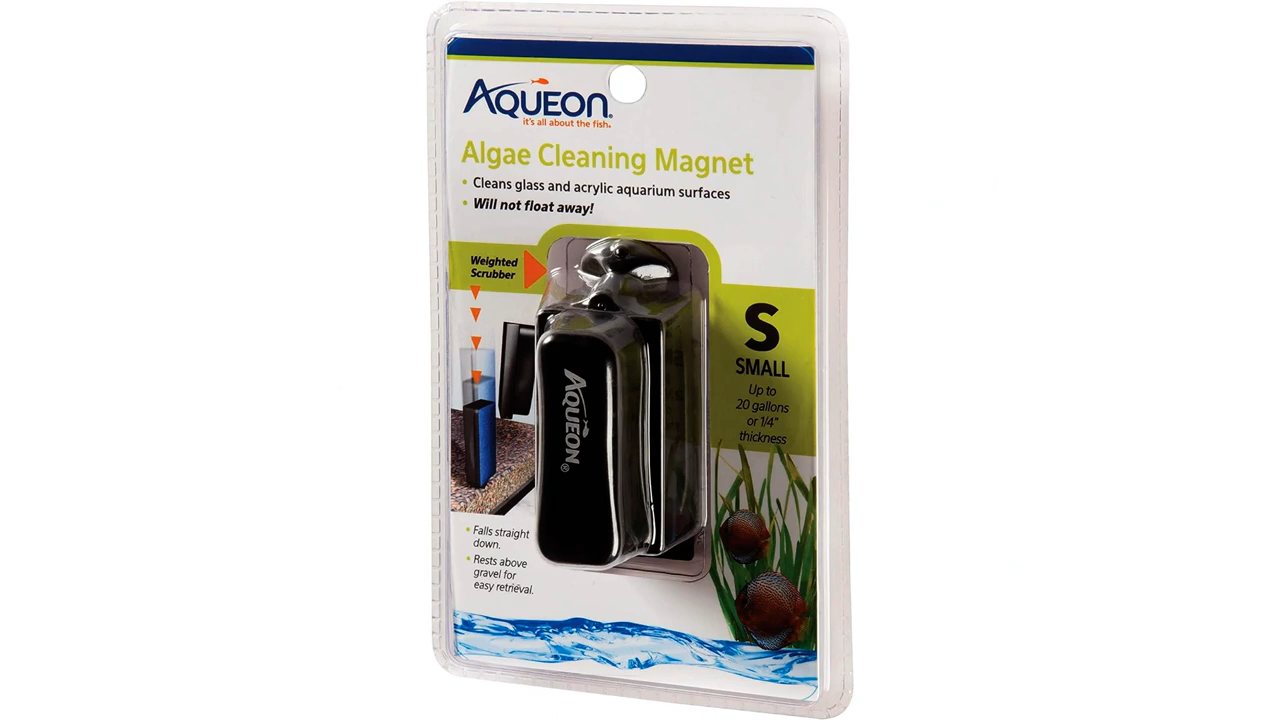 AQUEON®
it's all about the fish.
Algae Cleaning Magnet
• Cleans glass and acrylic aquarium surfaces
• Will not float away!
Weighted
Scrubber
S
SMALL
Up to
20 gallons
or 1/4"
thickness
AQUEON®
• Falls straight
down.
• Rests above
gravel for
easy retrieval.